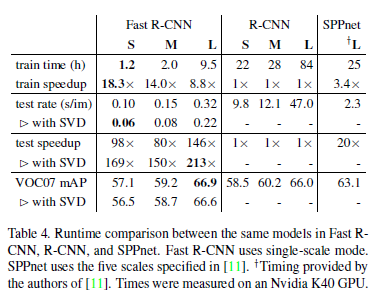 Fast R-CNN R-CNN SPPnet
S M L S M L †L
train time (h) 1.2 2.0 9.5 22 28 84 25
train speedup 18.3× 14.0× 8.8× 1× 1× 1× 3.4×
test rate (s/im) 0.10 0.15 0.32 9.8 12.1 47.0 2.3
▷ with SVD 0.06 0.08 0.22 - - - -
test speedup 98× 80× 146× 1× 1× 1× 20×
▷ with SVD 169× 150× 213× - - - -
VOC07 mAP 57.1 59.2 66.9 58.5 60.2 66.0 63.1
▷ with SVD 56.5 58.7 66.6 - - - -
Table 4. Runtime comparison between the same models in Fast R-
CNN, R-CNN, and SPPnet. Fast R-CNN uses single-scale mode.
SPPnet uses the five scales specified in [11]. †Timing provided by
the authors of [11]. Times were measured on an Nvidia K40 GPU.